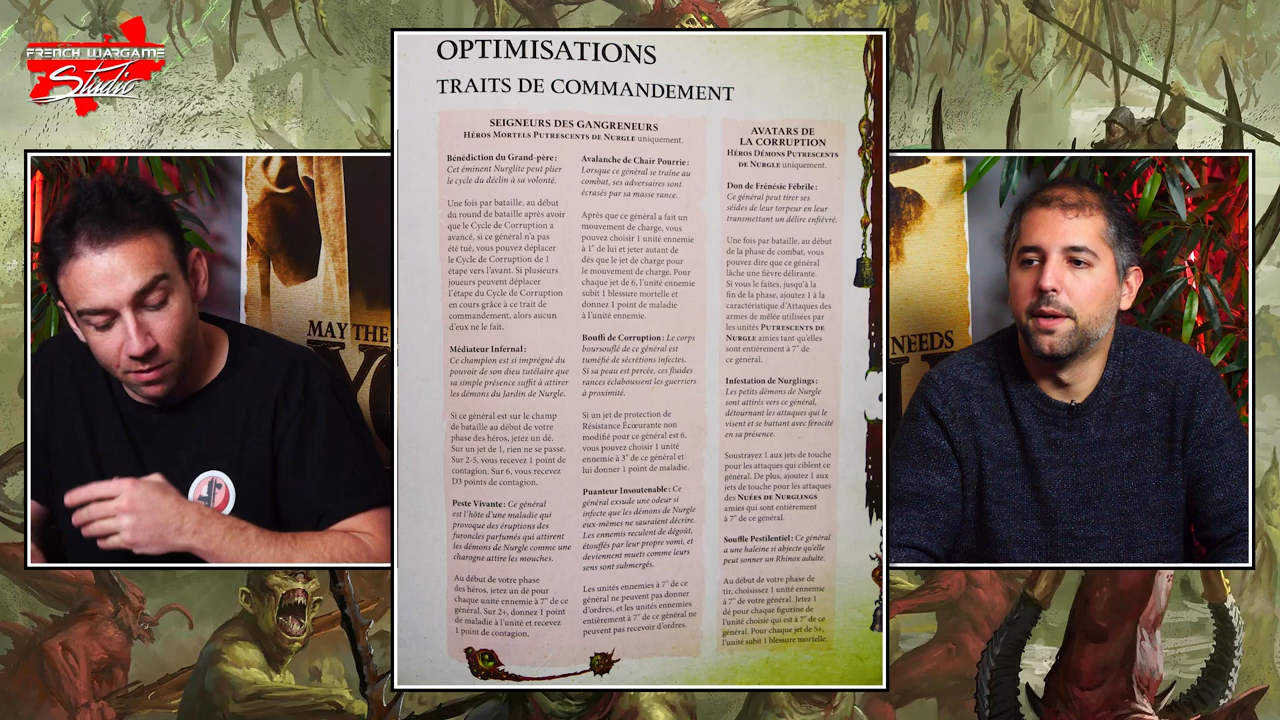 FRENCH WARGAME
Studio
MAY THE
NEEDS
OPTIMISATIONS
TRAITS DE COMMANDEMENT
SEIGNEURS DES GANGRENEURS
HÉROS MORTELS PUTRESCENTS DE NURGLE uniquement.
Bénédiction du Grand-père :
Cet éminent Nurglite peut plier
le cycle du déclin à sa volonté.
Une fois par bataille, au début
du round de bataille après avoir
que le Cycle de Corruption a
avancé, si ce général n'a pas
été tué, vous pouvez déplacer
le Cycle de Corruption de 1
étape vers l'avant. Si plusieurs
joueurs peuvent déplacer
l'étape du Cycle de Corruption
en cours grâce à ce trait de
commandement, alors aucun
d'eux ne le fait.
Médiateur Infernal :
Ce champion est si imprégné du
pouvoir de son dieu tutélaire que
sa simple présence suffit à attirer
les démons du Jardin de Nurgle.
Si ce général est sur le champ
de bataille au début de votre
phase des héros, jetez un dé.
Sur un jet de 1, rien ne se passe.
Sur 2-5, vous recevez 1 point de
contagion. Sur 6, vous recevez
D3 points de contagion.
Peste Vivante : Ce général
est l'hôte d'une maladie qui
provoque des éruptions des
furoncles parfumés qui attirent
les démons de Nurgle comme une
charogne attire les mouches.
Au début de votre phase
des héros, jetez un dé pour
chaque unité ennemie à 7" de ce
général. Sur 2+, donnez 1 point
de maladie à l'unité et recevez
1 point de contagion.
Avalanche de Chair Pourrie :
Lorsque ce général se traîne au
combat, ses adversaires sont
écrasés par sa masse rance.
Après que ce général a fait un
mouvement de charge, vous
pouvez choisir 1 unité ennemie
à 1" de lui et jeter autant de
dés que le jet de charge pour
le mouvement de charge. Pour
chaque jet de 6, l'unité ennemie
subit 1 blessure mortelle et
donnez 1 point de maladie
à l'unité ennemie.
Bouffi de Corruption : Le corps
boursouflé de ce général est
tuméfié de sécrétions infectes.
Si sa peau est percée, ces fluides
rances éclaboussent les guerriers
à proximité.
Si un jet de protection de
Résistance Écœurante non
modifié pour ce général est 6,
vous pouvez choisir 1 unité
ennemie à 3" de ce général et
lui donner 1 point de maladie.
Puanteur Insoutenable : Ce
général exsude une odeur si
infecte que les démons de Nurgle
eux-mêmes ne sauraient décrire.
Les ennemis reculent de dégoût,
étouffés par leur propre vomi, et
deviennent muets comme leurs
sens sont submergés.
Les unités ennemies à 7" de ce
général ne peuvent pas donner
d'ordres, et les unités ennemies
entièrement à 7" de ce général ne
peuvent pas recevoir d'ordres.
AVATARS DE
LA CORRUPTION
HÉROS DÉMONS PUTRESCENTS
DE NURGLE uniquement.
Don de Frénésie Fébrile :
Ce général peut tirer ses
séides de leur torpeur en leur
transmettant un délire enfiévré.
Une fois par bataille, au début
de la phase de combat, vous
pouvez dire que ce général
lâche une fièvre délirante.
Si vous le faites, jusqu'à la
fin de la phase, ajoutez 1 à la
caractéristique d'Attaques des
armes de mêlée utilisées par
les unités PUTRESCENTS DE
NURGLE amies tant qu'elles
sont entièrement à 7" de
ce général.
Infestation de Nurglings :
Les petits démons de Nurgle
sont attirés vers ce général,
détournant les attaques qui le
visent et se battant avec férocité
en sa présence.
Soustrayez 1 aux jets de touche
pour les attaques qui ciblent ce
général. De plus, ajoutez 1 aux
jets de touche pour les attaques
des NUÉES DE NURGLINGS
amies qui sont entièrement
à 7" de ce général.
Souffle Pestilentiel : Ce général
a une haleine si abjecte qu'elle
peut sonner un Rhinox adulte.
Au début de votre phase de
tir, choisissez 1 unité ennemie
à 7" de votre général. Jetez 1
dé pour chaque figurine de
l'unité choisie qui est à 7" de ce
général. Pour chaque jet de 5+,
l'unité subit 1 blessure mortelle.